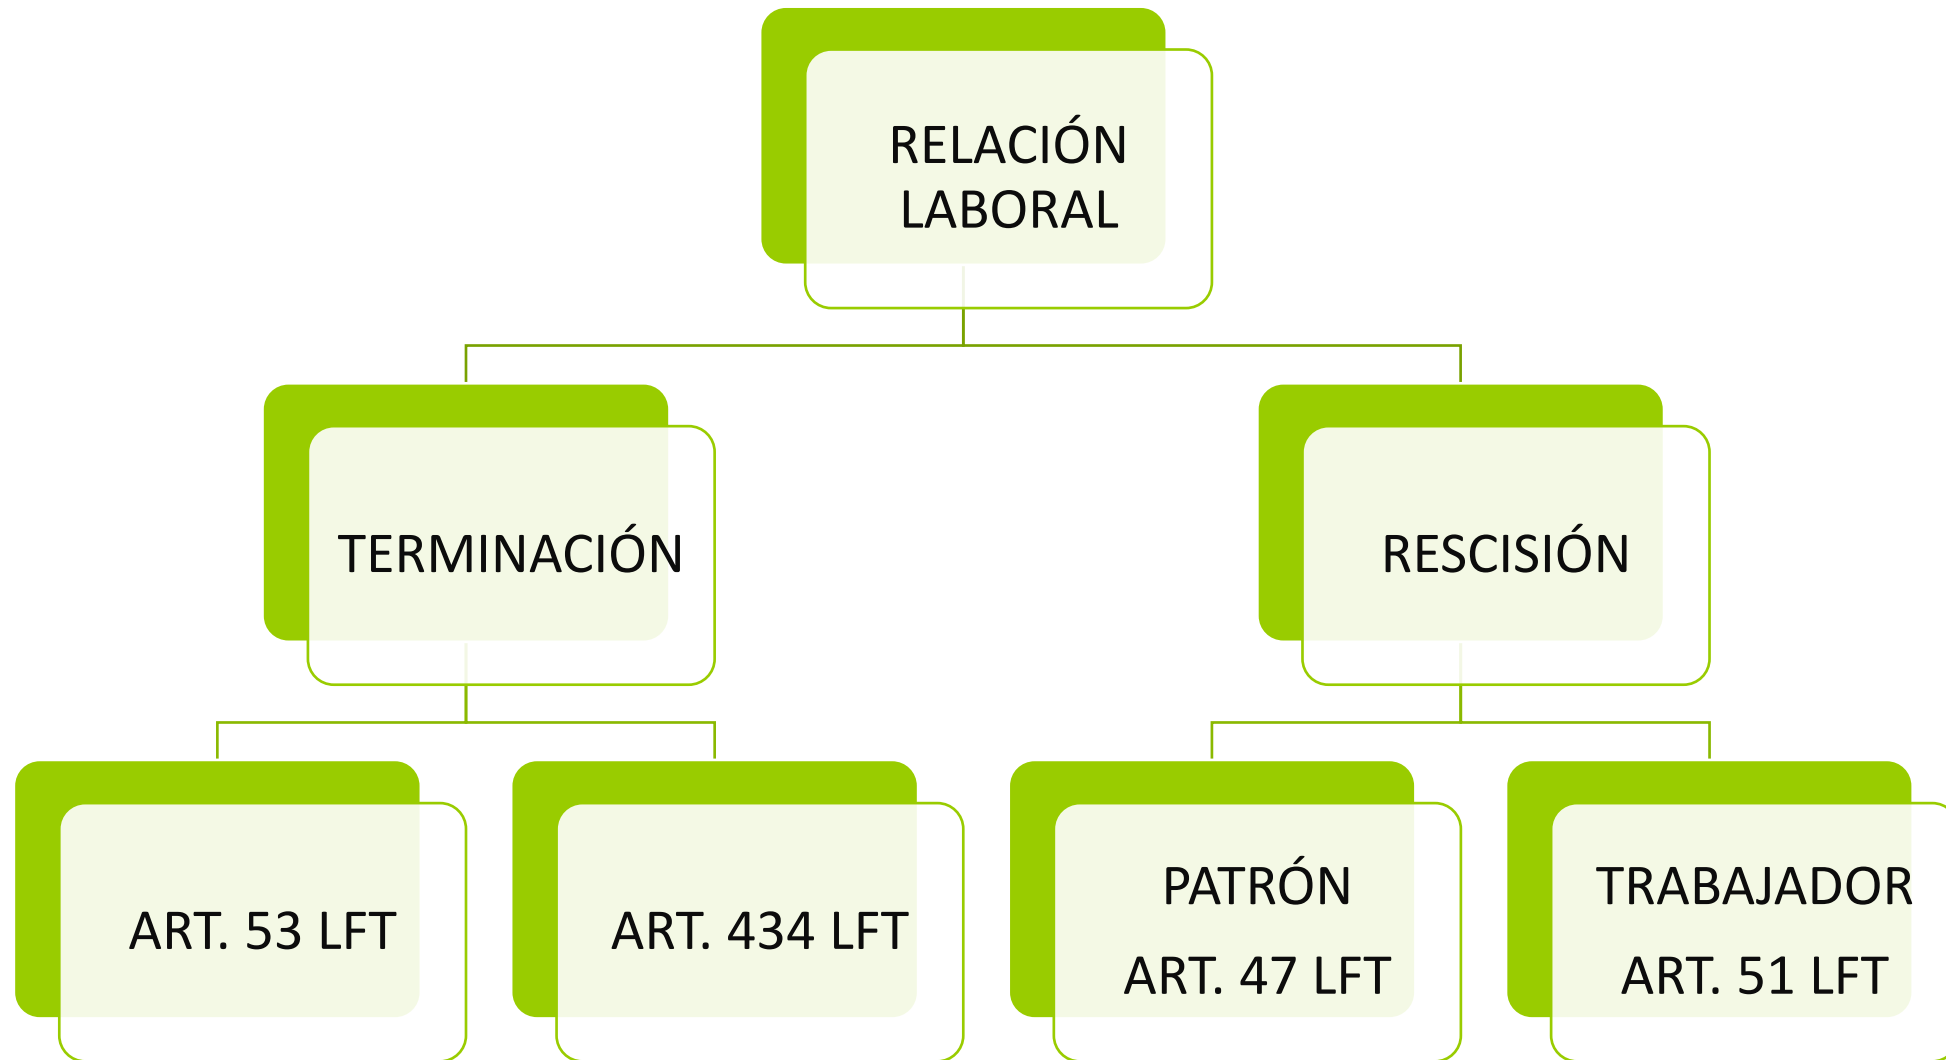 RELACIÓN
LABORAL
TERMINACIÓN
RESCISIÓN
ART. 53 LFT
ART. 434 LFT
PATRÓN
ART. 47 LFT
TRABAJADOR
ART. 51 LFT